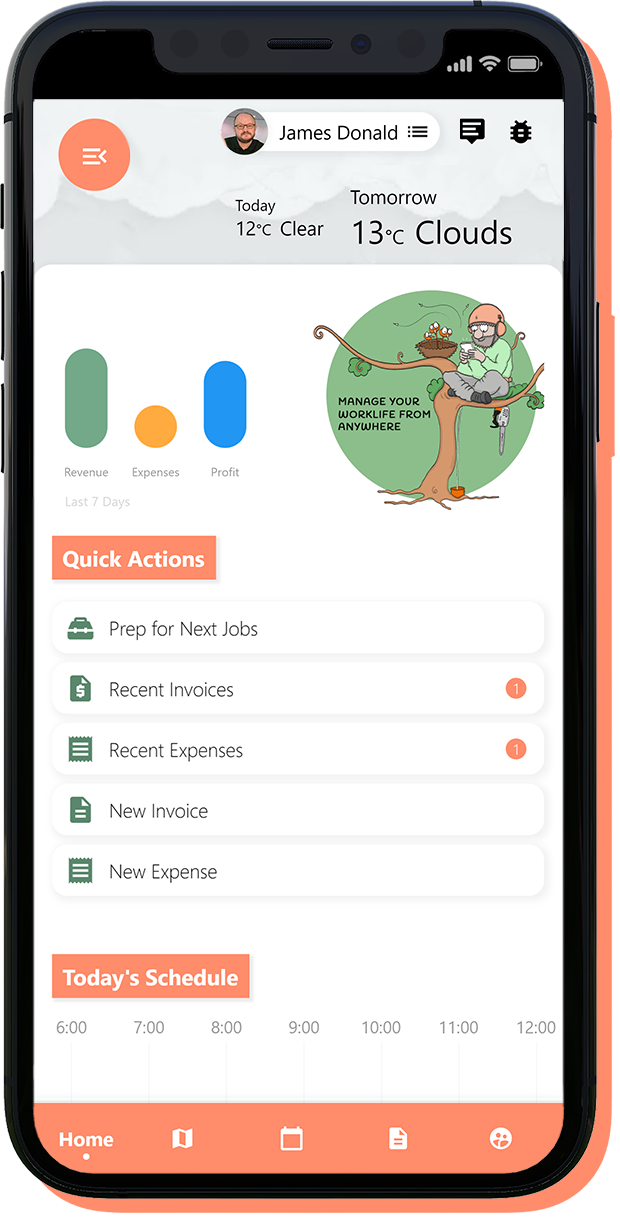 James Donald
Today
12°C Clear
Tomorrow
13°C Clouds
MANAGE YOUR
WORKLIFE FROM
ANYWHERE
Revenue
Expenses
Profit
Last 7 Days
Quick Actions
Prep for Next Jobs
Recent Invoices
1
Recent Expenses
1
New Invoice
New Expense
Today's Schedule
6:00 7:00 8:00 9:00 10:00 11:00 12:00
Home